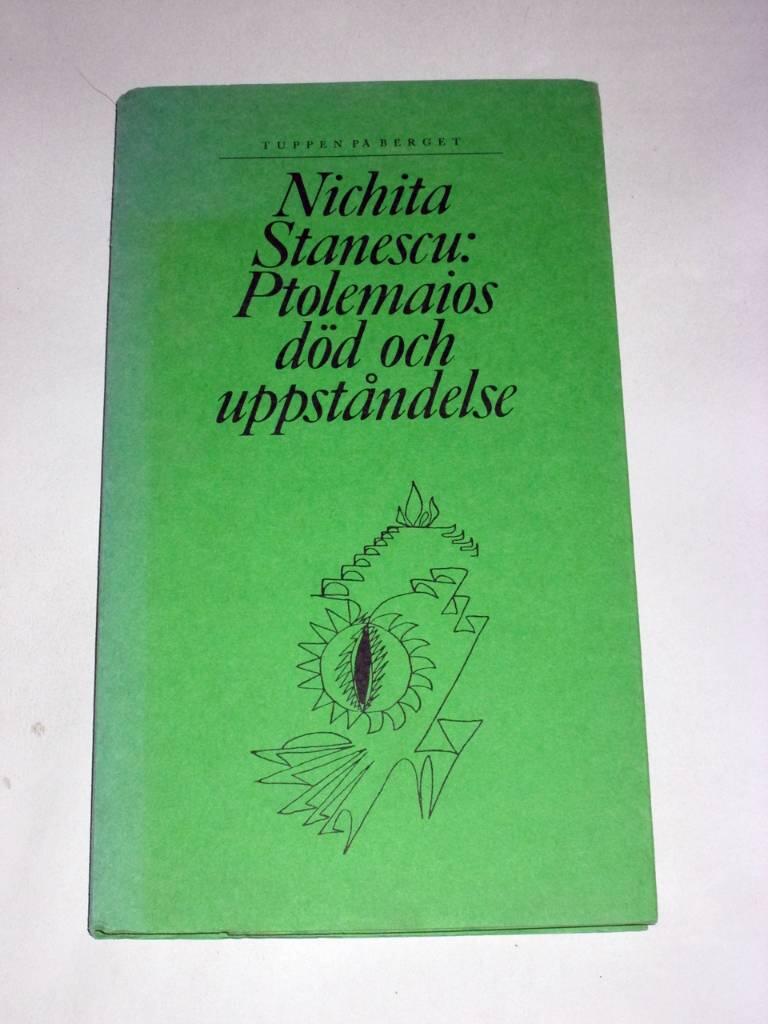 TUPPEN PÅ BERGET
Nichita
Stanescu:
Ptolemaios
död och
uppståndelse